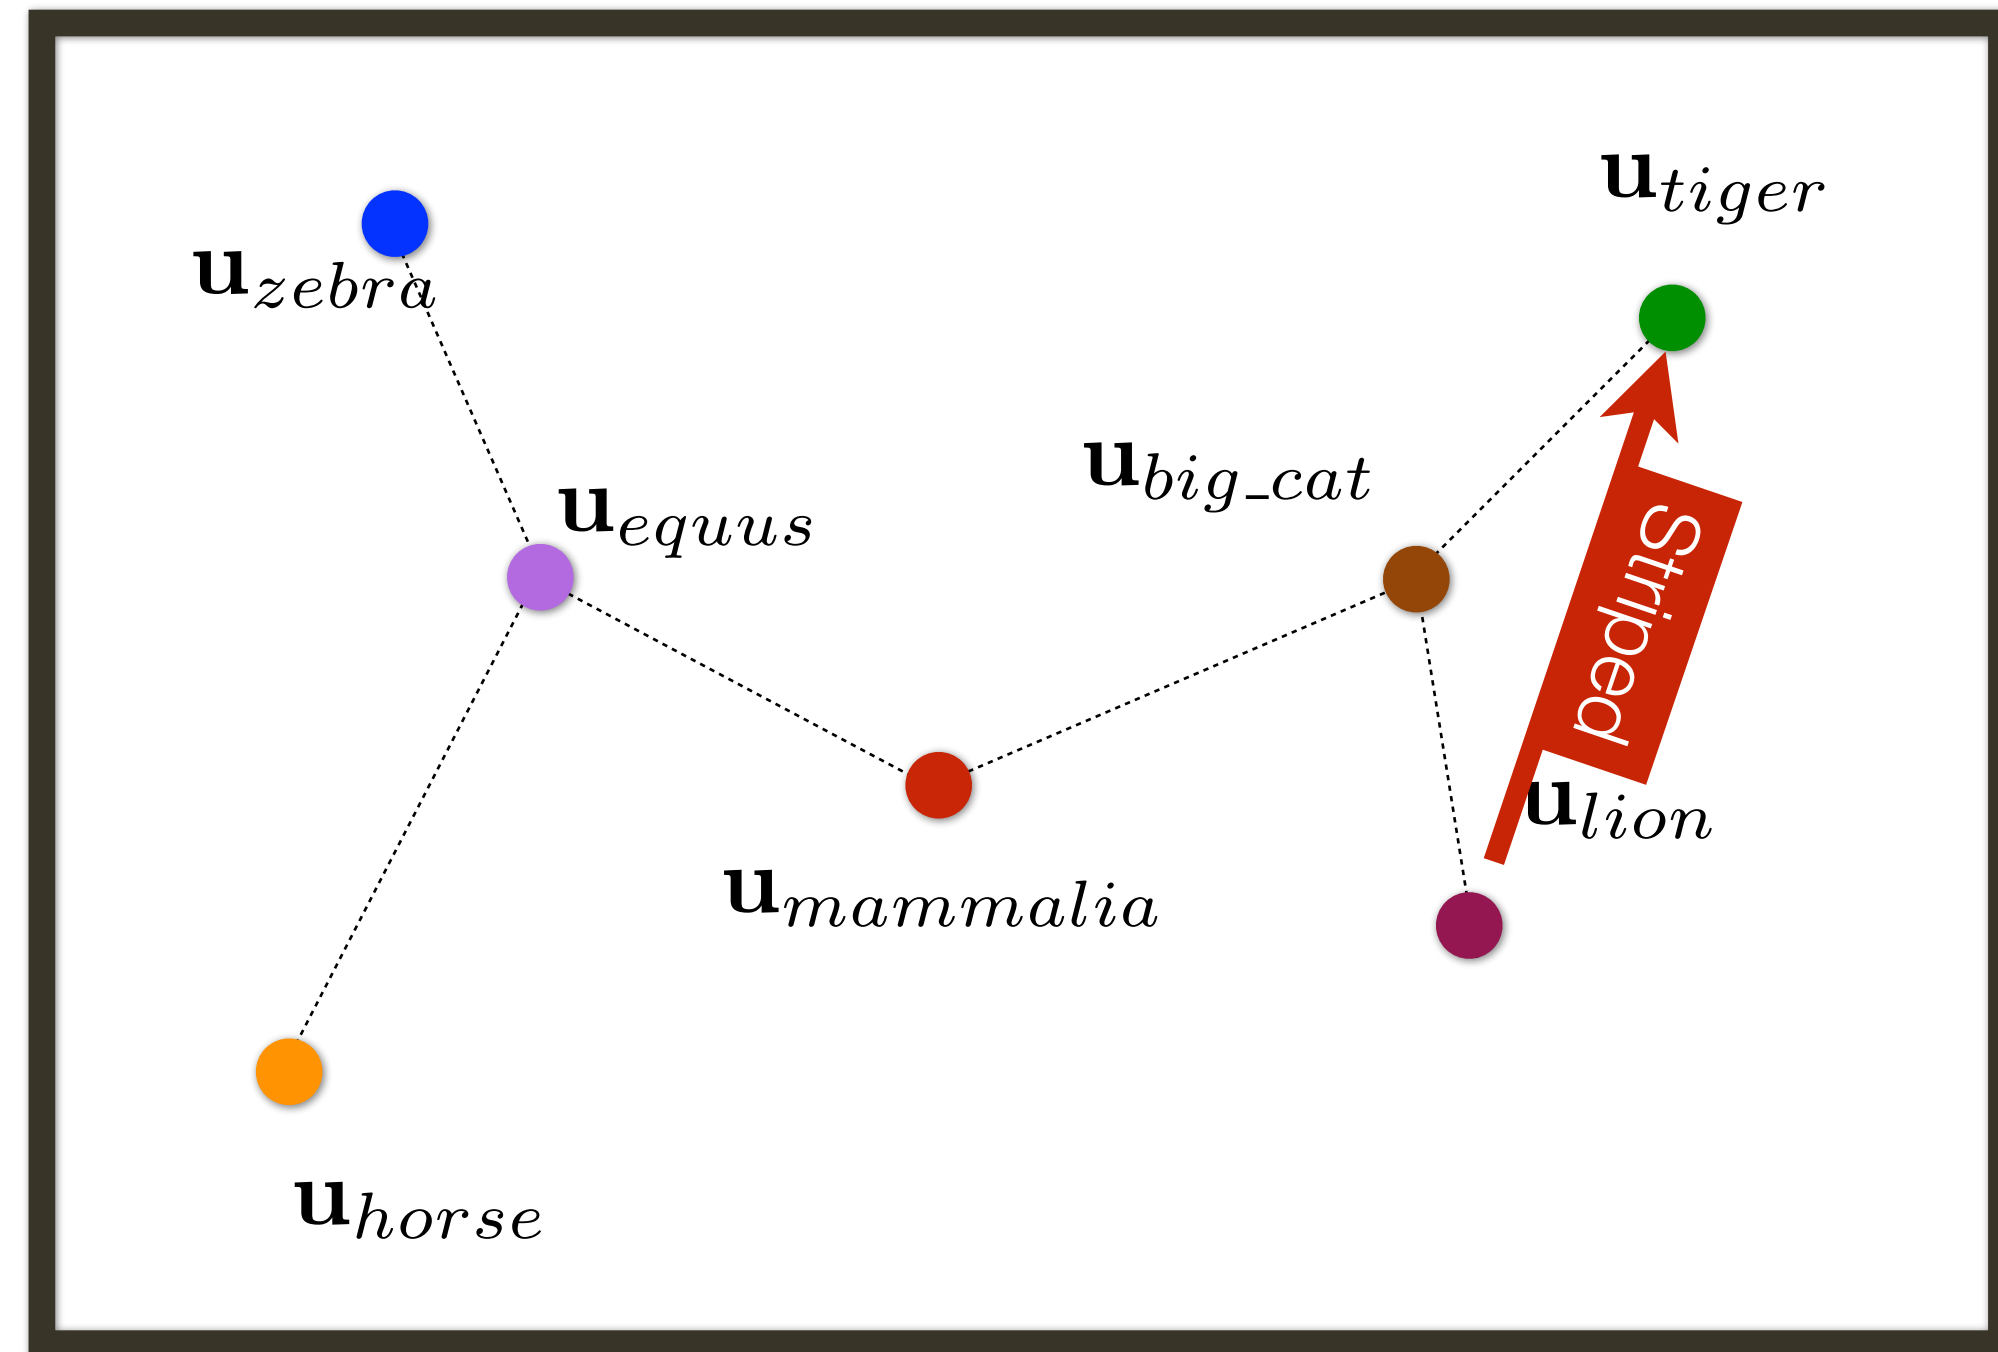 u_tiger
u_zebra
u_big_cat
u_equus
Striped
u_lion
u_mammalia
u_horse